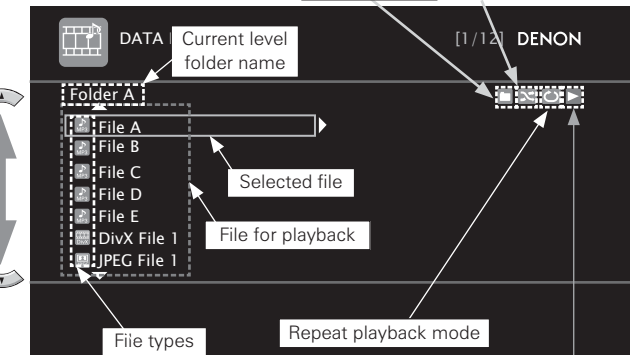 DATA
Current level
folder name
[1/12]
DENON
Folder A
File A
File B
File C
File D
File E
DivX File 1
JPEG File 1
Selected file
File for playback
File types
Repeat playback mode